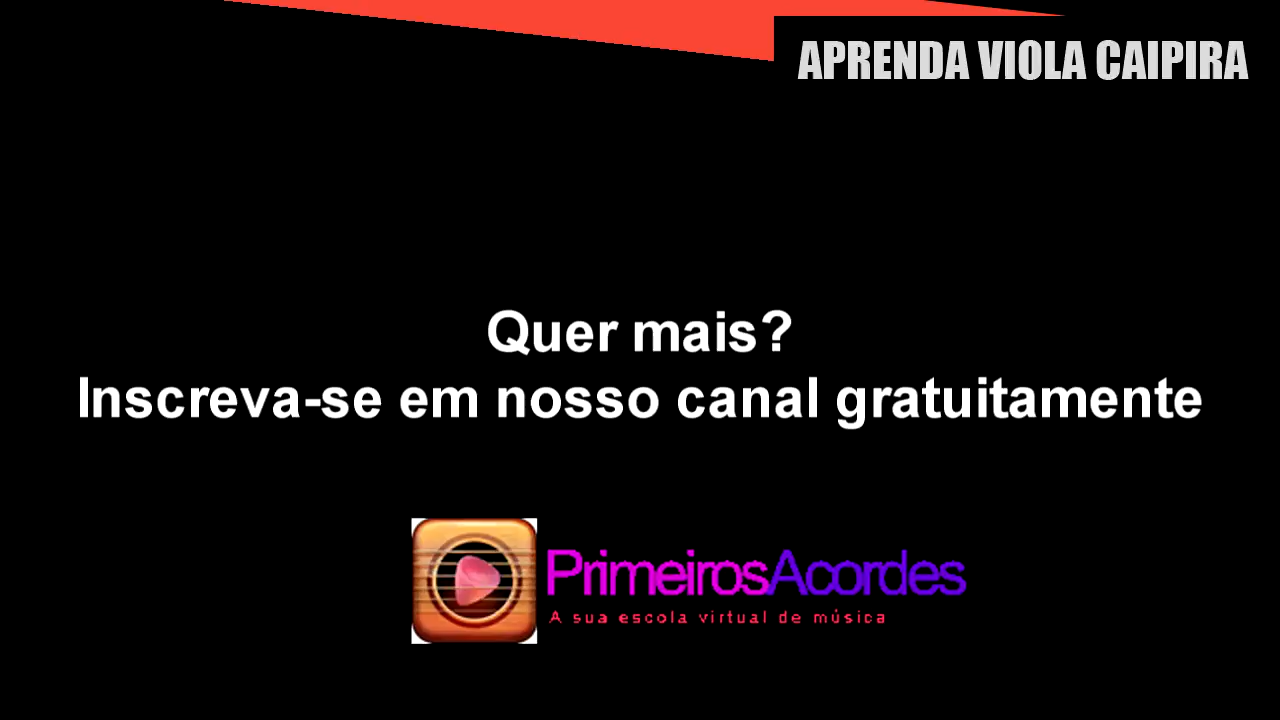 APRENDA VIOLA CAIPIRA
Quer mais?
Inscreva-se em nosso canal gratuitamente
PrimeirosAcordes
A sua escola virtual de música